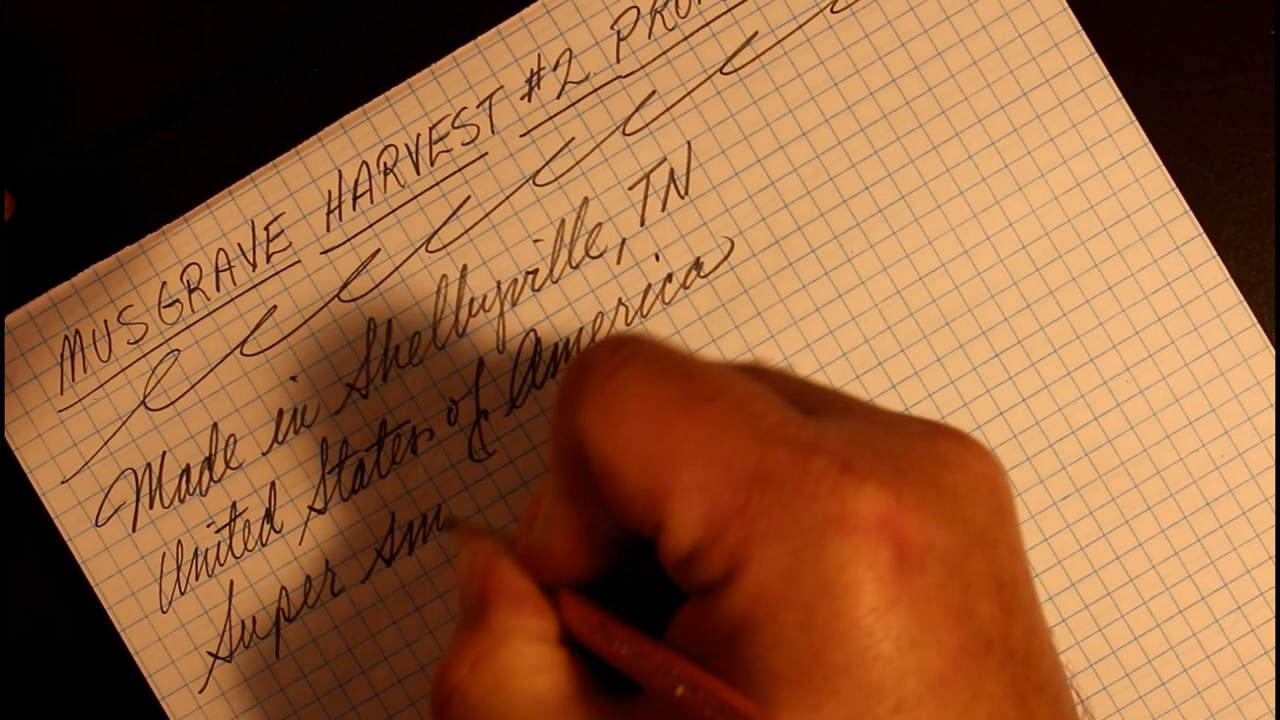 MUSGRAVE HARVEST #2 PRO
Made in Shelbyville, TN
United States of America
Super Sm